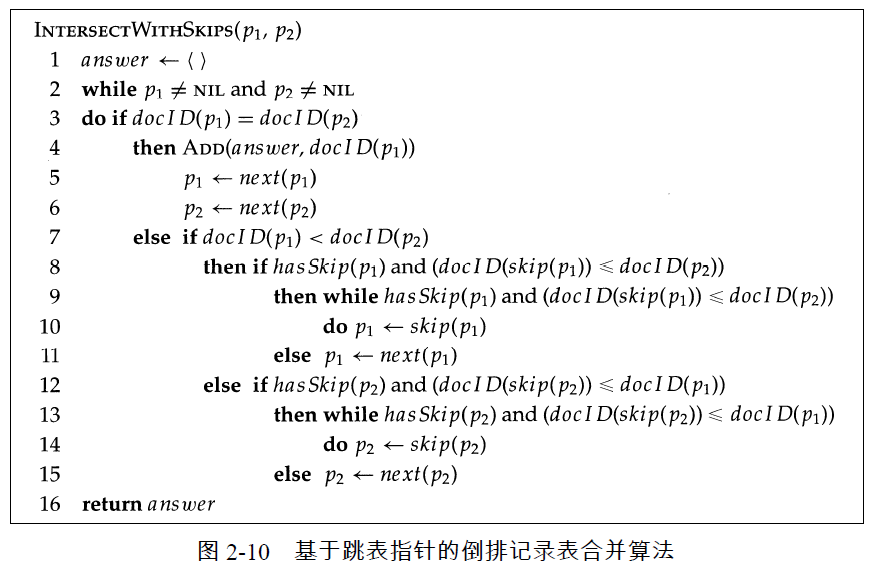 INTERSECTWITHSKIPS(p₁, p₂)
1 answer ← ⟨ ⟩
2 while p₁ ≠ NIL and p₂ ≠ NIL
3 do if docID(p₁) = docID(p₂)
4 then ADD(answer, docID(p₁))
5 p₁ ← next(p₁)
6 p₂ ← next(p₂)
7 else if docID(p₁) < docID(p₂)
8 then if hasSkip(p₁) and (docID(skip(p₁)) ⩽ docID(p₂))
9 then while hasSkip(p₁) and (docID(skip(p₁)) ⩽ docID(p₂))
10 do p₁ ← skip(p₁)
11 else p₁ ← next(p₁)
12 else if hasSkip(p₂) and (docID(skip(p₂)) ⩽ docID(p₁))
13 then while hasSkip(p₂) and (docID(skip(p₂)) ⩽ docID(p₁))
14 do p₂ ← skip(p₂)
15 else p₂ ← next(p₂)
16 return answer
图 2-10 基于跳表指针的倒排记录表合并算法